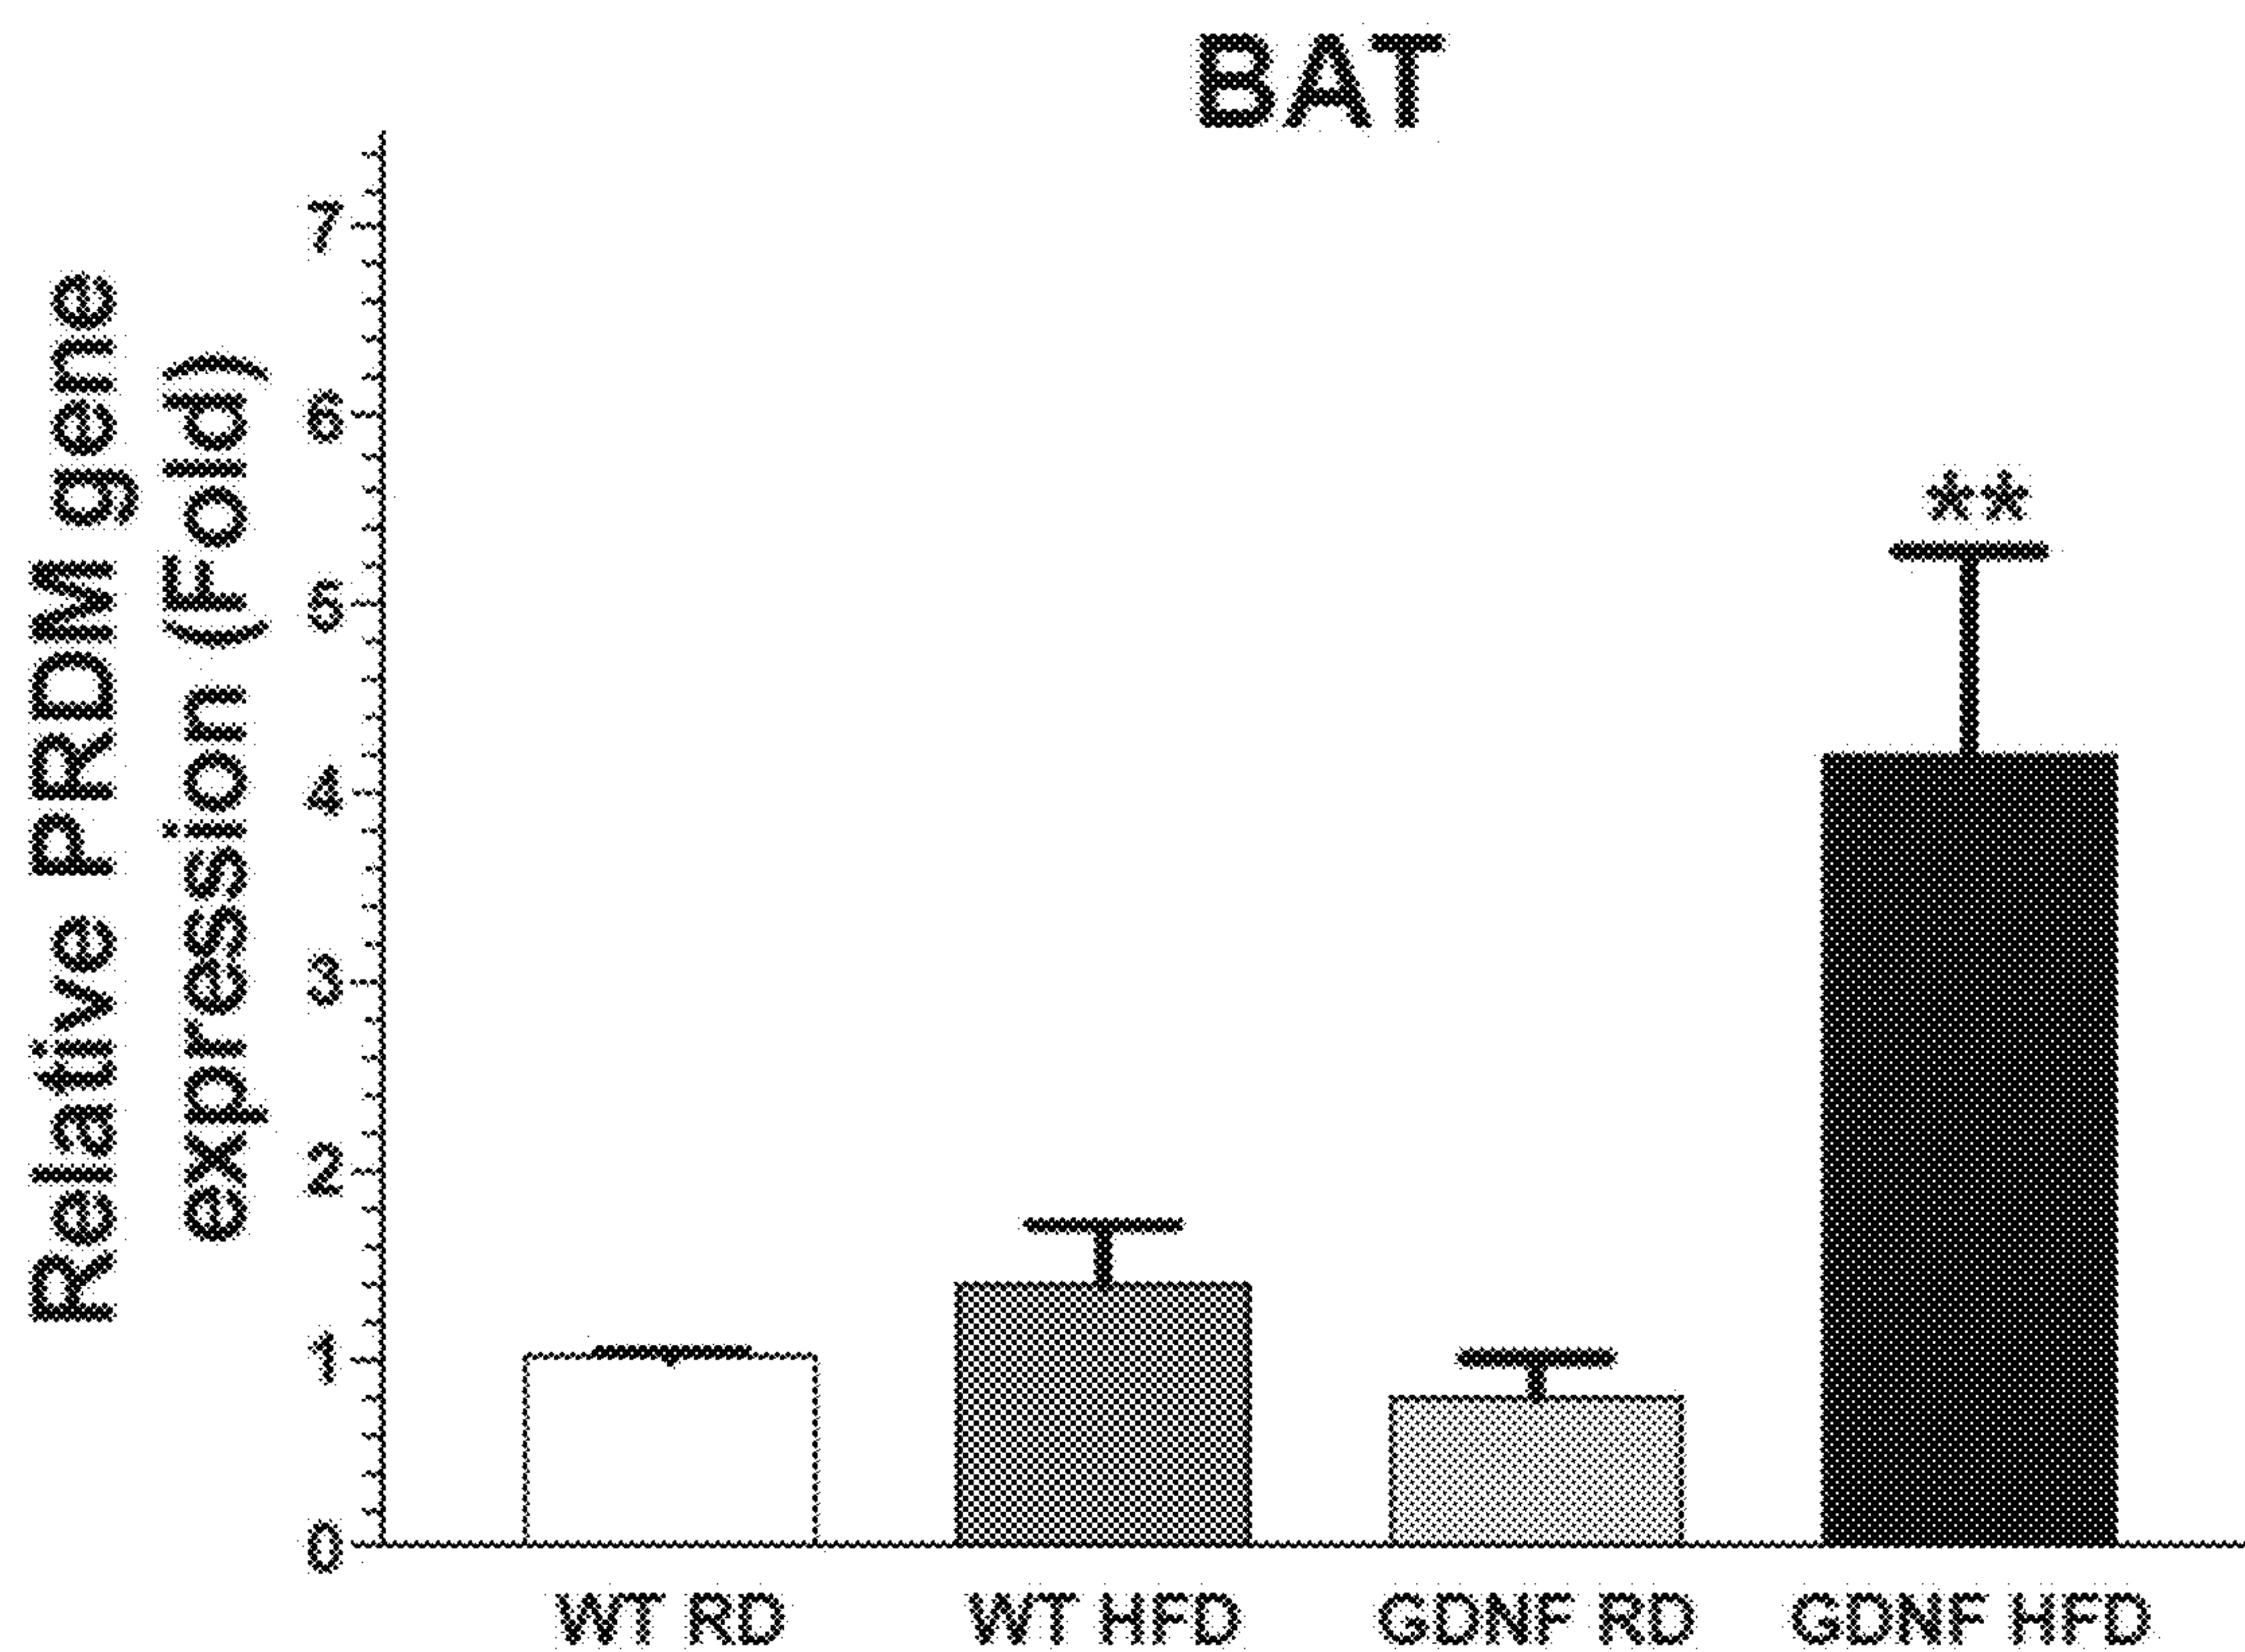 BAT
Relative PRDM gene
expression (Fold)
7
6
5
4
3
2
1
0
**
WT RD
WT HFD
GDNF RD
GDNF HFD